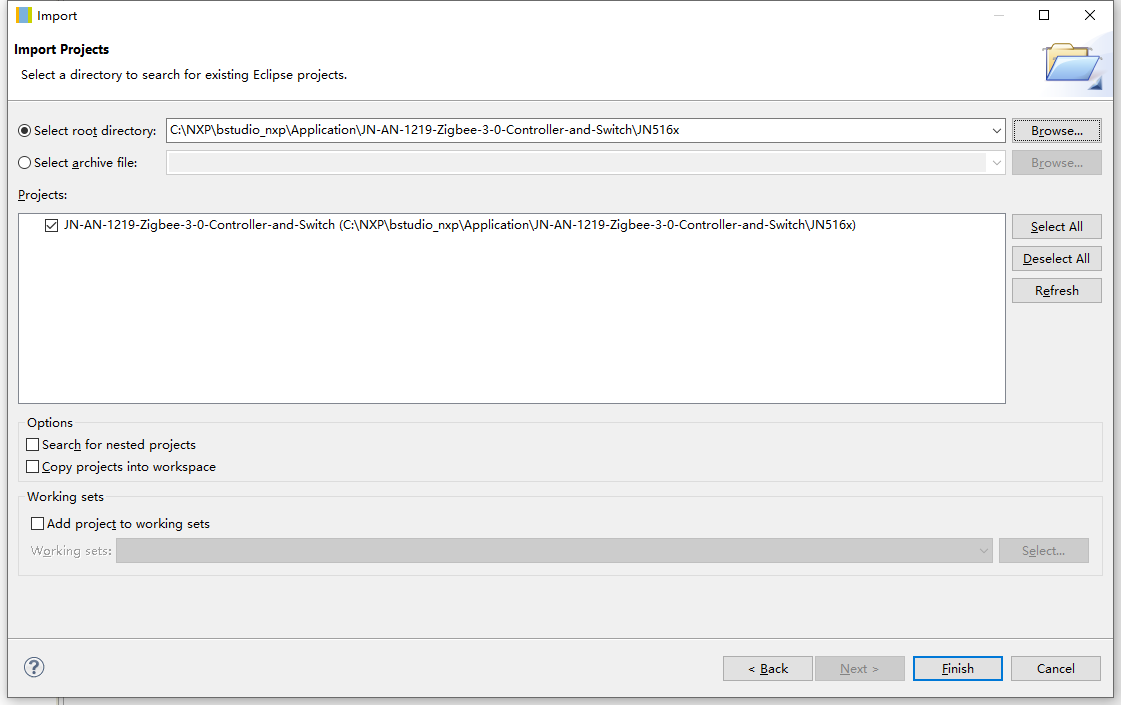 Import
Import Projects
Select a directory to search for existing Eclipse projects.
Select root directory: C:\NXP\bstudio_nxp\Application\JN-AN-1219-Zigbee-3-0-Controller-and-Switch\JN516x Browse...
Select archive file: Browse...
Projects:
JN-AN-1219-Zigbee-3-0-Controller-and-Switch (C:\NXP\bstudio_nxp\Application\JN-AN-1219-Zigbee-3-0-Controller-and-Switch\JN516x)
Select All
Deselect All
Refresh
Options
Search for nested projects
Copy projects into workspace
Working sets
Add project to working sets
Working sets: Select...
? < Back Next > Finish Cancel